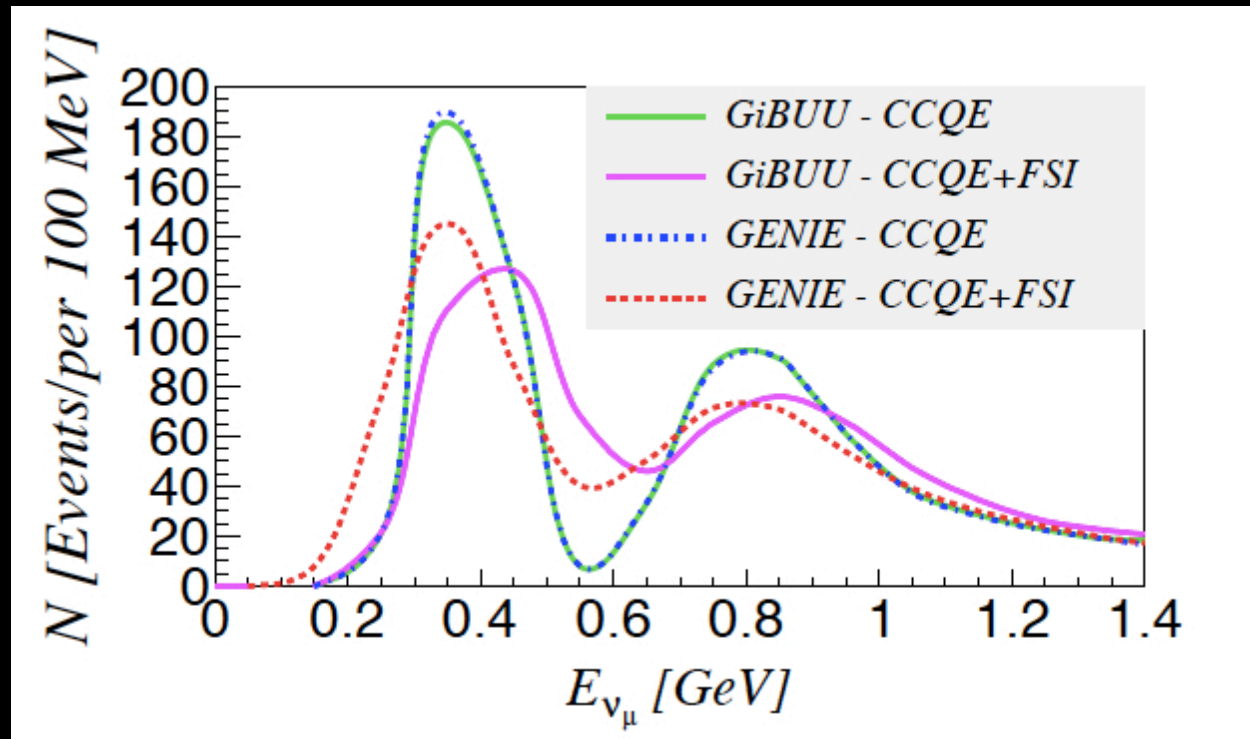 N [Events/per 100 MeV]
200
180
160
140
120
100
80
60
40
20
0
GiBUU - CCQE
GiBUU - CCQE+FSI
GENIE - CCQE
GENIE - CCQE+FSI
0 0.2 0.4 0.6 0.8 1 1.2 1.4
E_νμ [GeV]